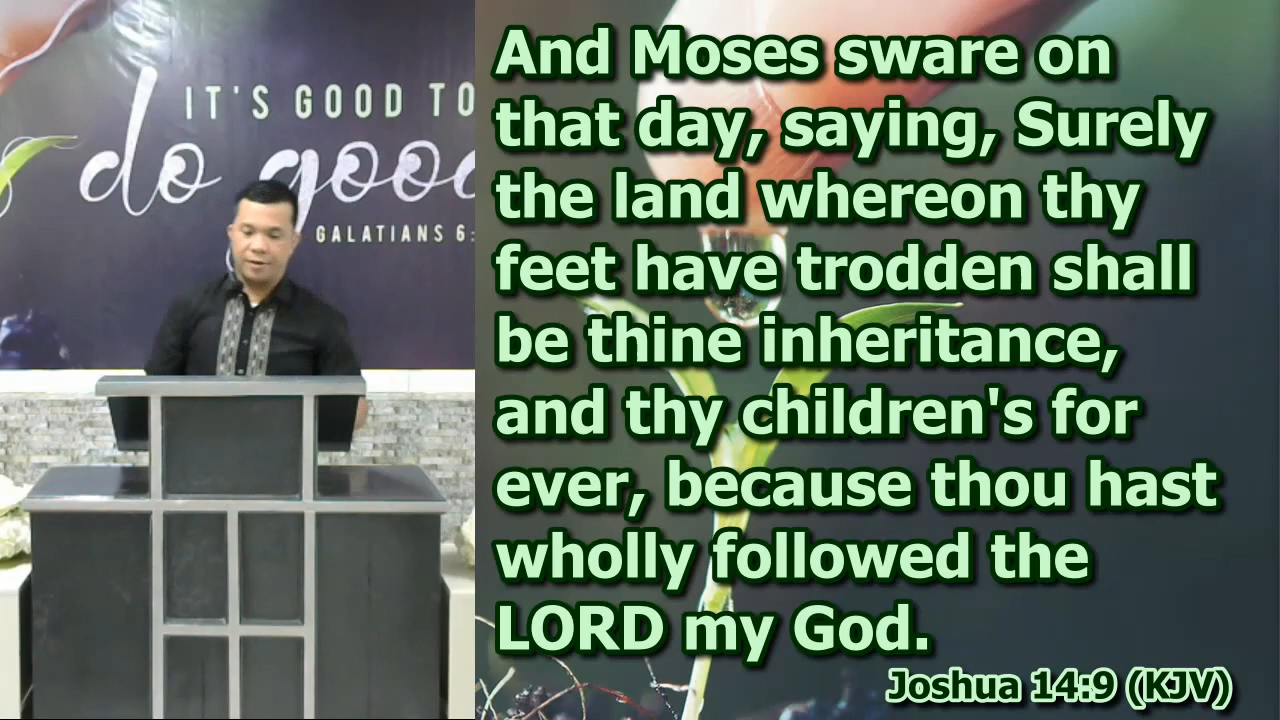 IT'S GOOD TO
do good
GALATIANS 6:
And Moses sware on
that day, saying, Surely
the land whereon thy
feet have trodden shall
be thine inheritance,
and thy children's for
ever, because thou hast
wholly followed the
LORD my God.
Joshua 14:9 (KJV)